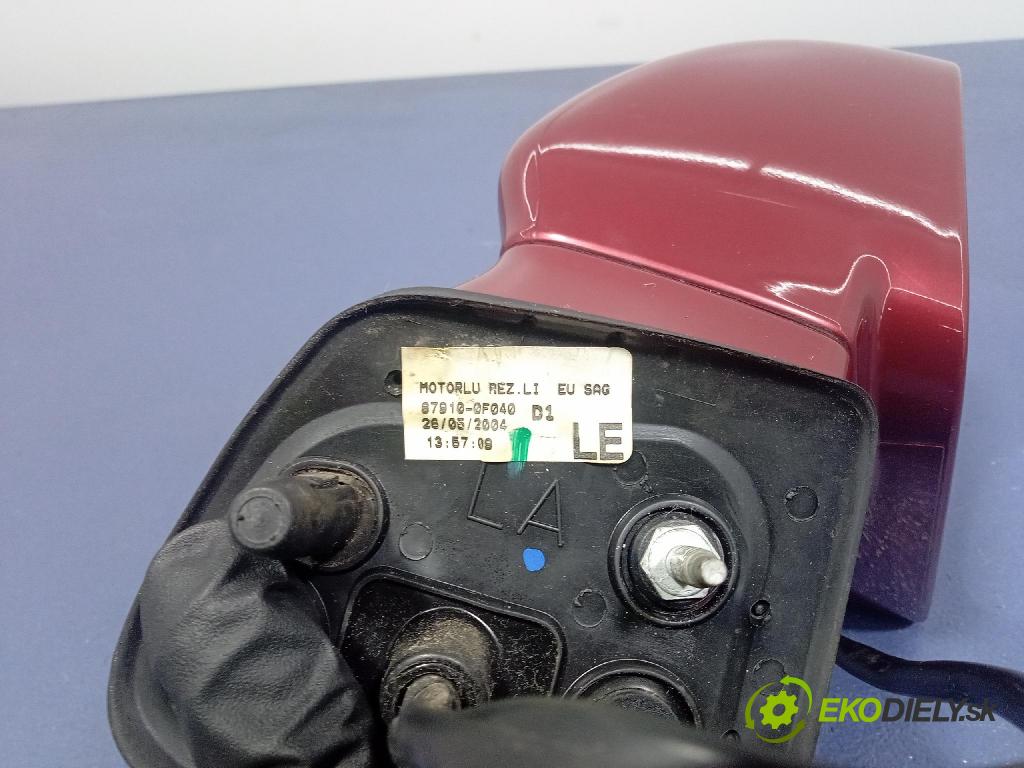 MOTORLU REZ.LI EU SAG
87910-0F040 D1
26/05/2004
13:57:09 LE
LA
EKODIELY.SK